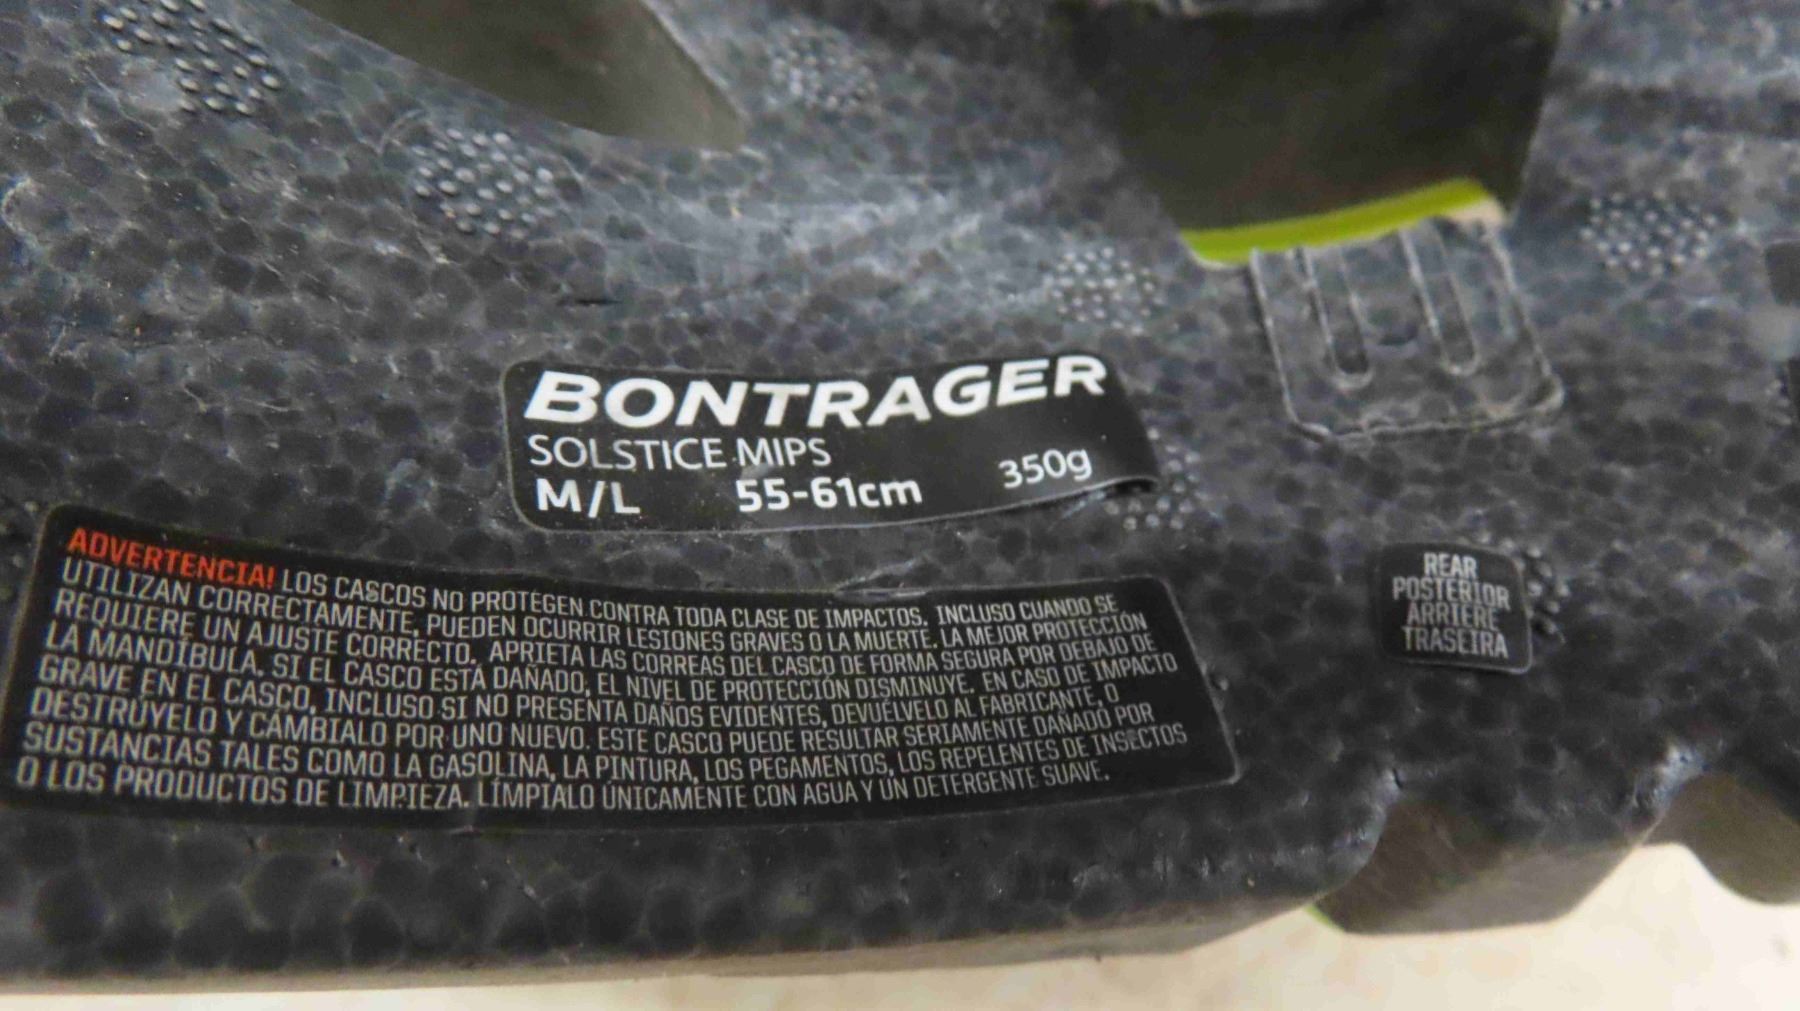 BONTRAGER
SOLSTICE MIPS
M/L 55-61cm 350g
ADVERTENCIA! LOS CASCOS NO PROTEGEN CONTRA TODA CLASE DE IMPACTOS. INCLUSO CUANDO SE
UTILIZAN CORRECTAMENTE, PUEDEN OCURRIR LESIONES GRAVES O LA MUERTE. LA MEJOR PROTECCIÓN
REQUIERE UN AJUSTE CORRECTO. APRIETA LAS CORREAS DEL CASCO DE FORMA SEGURA POR DEBAJO DE
LA MANDÍBULA. SI EL CASCO ESTÁ DAÑADO, EL NIVEL DE PROTECCIÓN DISMINUYE. EN CASO DE IMPACTO
GRAVE EN EL CASCO, INCLUSO SI NO PRESENTA DAÑOS EVIDENTES, DEVUÉLVELO AL FABRICANTE, O
DESTRÚYELO Y CÁMBIALO POR UNO NUEVO. ESTE CASCO PUEDE RESULTAR SERIAMENTE DAÑADO POR
SUSTANCIAS TALES COMO LA GASOLINA, LA PINTURA, LOS PEGAMENTOS, LOS REPELENTES DE INSECTOS
O LOS PRODUCTOS DE LIMPIEZA. LÍMPIALO ÚNICAMENTE CON AGUA Y UN DETERGENTE SUAVE.
REAR
POSTERIOR
ARRIERE
TRASEIRA